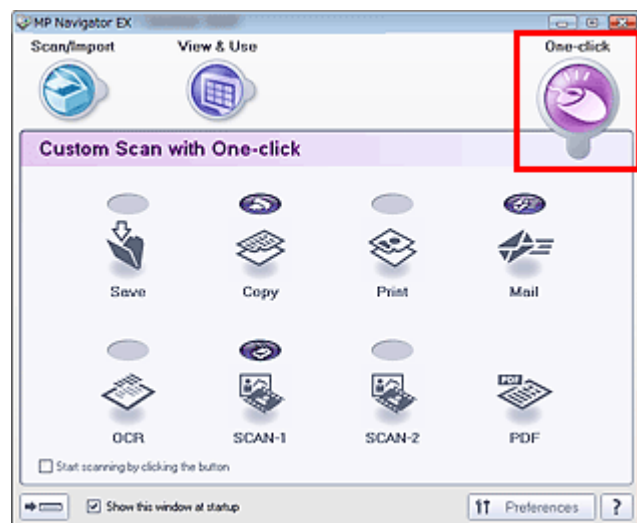 MP Navigator EX
Scan/Import View & Use One-click
Custom Scan with One-click
Save Copy Print Mail
PDF
OCR SCAN-1 SCAN-2 PDF
Start scanning by clicking the button
Show this window at startup Preferences ?